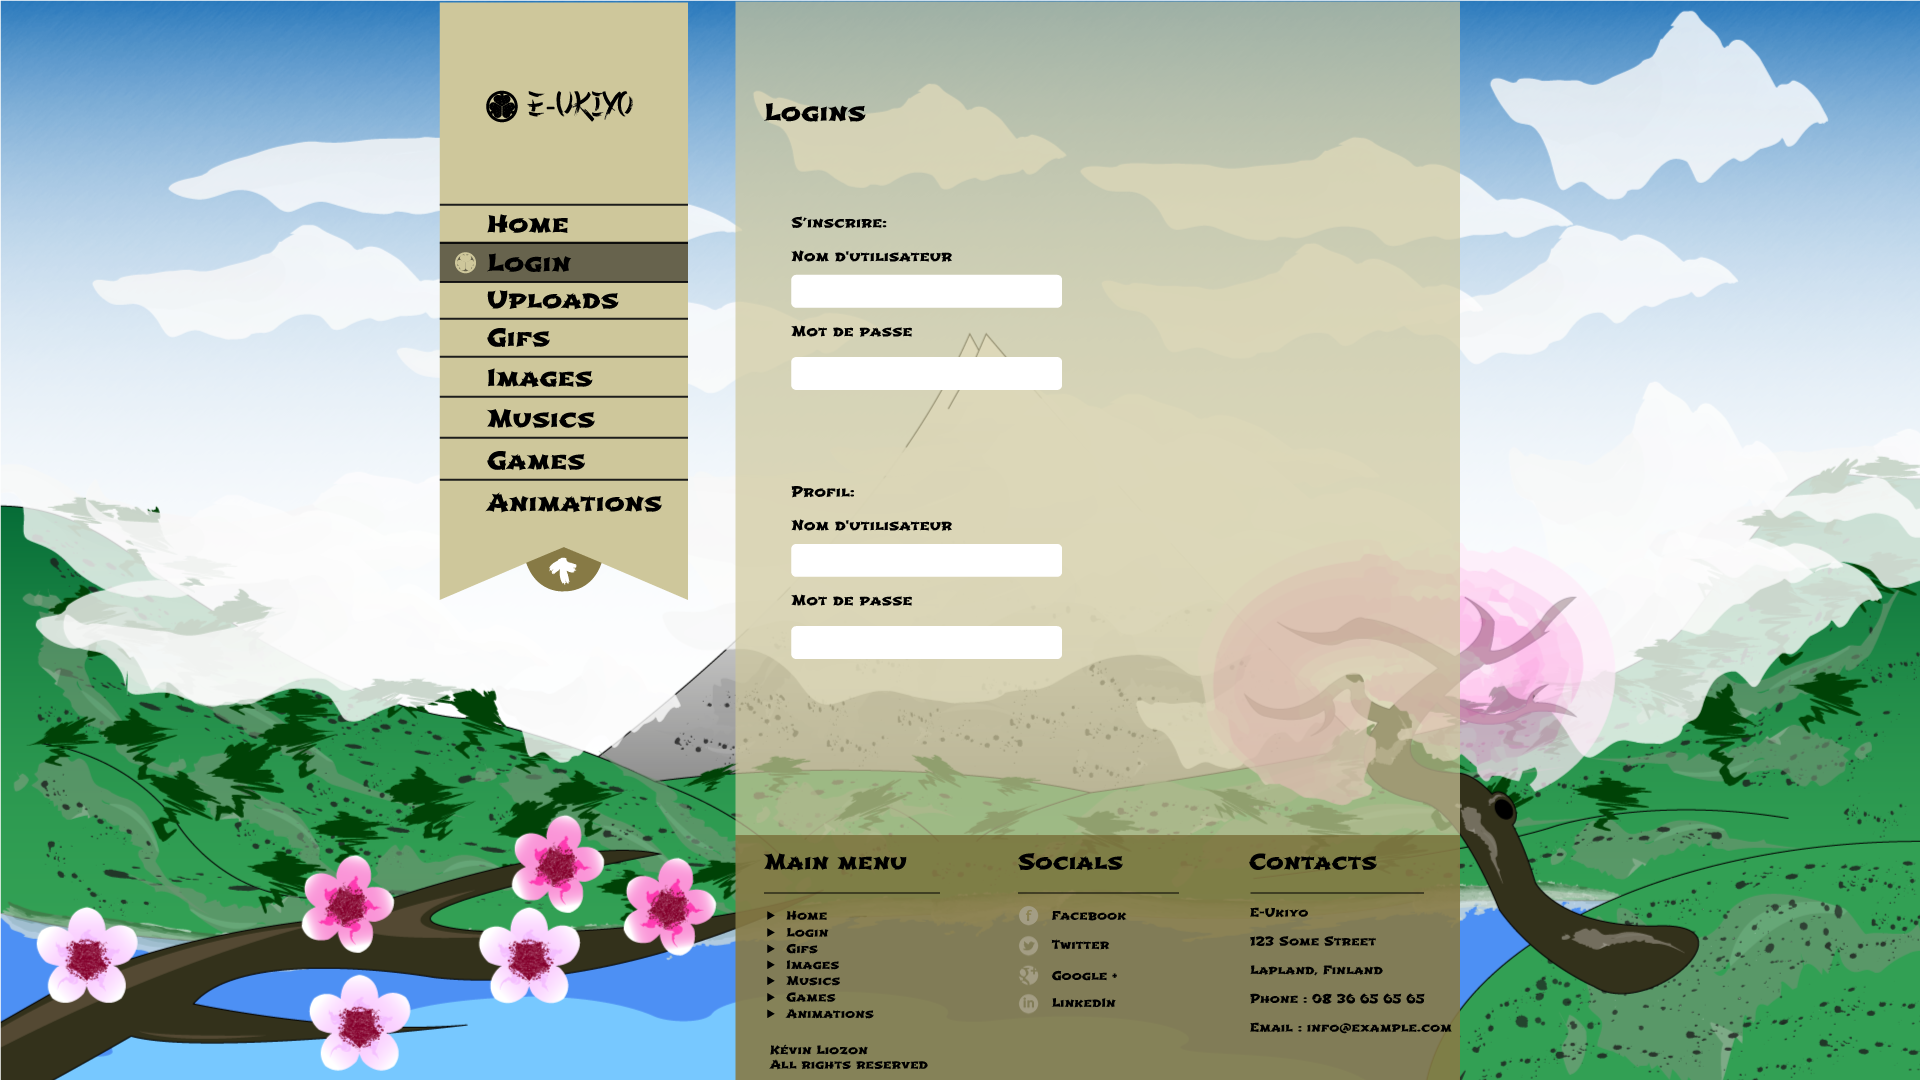 E-UKIYO
Home
Login
Uploads
Gifs
Images
Musics
Games
Animations
Logins
S'inscrire:
Nom d'utilisateur
Mot de passe
Profil:
Nom d'utilisateur
Mot de passe
Main menu
Home
Login
Gifs
Images
Musics
Games
Animations
Kévin Liozon
All rights reserved
Socials
Facebook
Twitter
Google +
LinkedIn
Contacts
E-Ukiyo
123 Some Street
Lapland, Finland
Phone : 08 36 65 65 65
Email : info@example.com